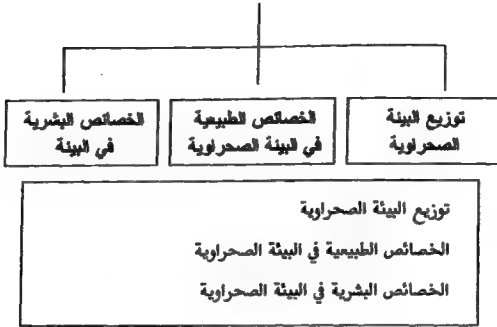 توزيع البيئة
الصحراوية
الخصائص الطبيعية
في البيئة الصحراوية
الخصائص البشرية
في البيئة
توزيع البيئة الصحراوية
الخصائص الطبيعية في البيئة الصحراوية
الخصائص البشرية في البيئة الصحراوية